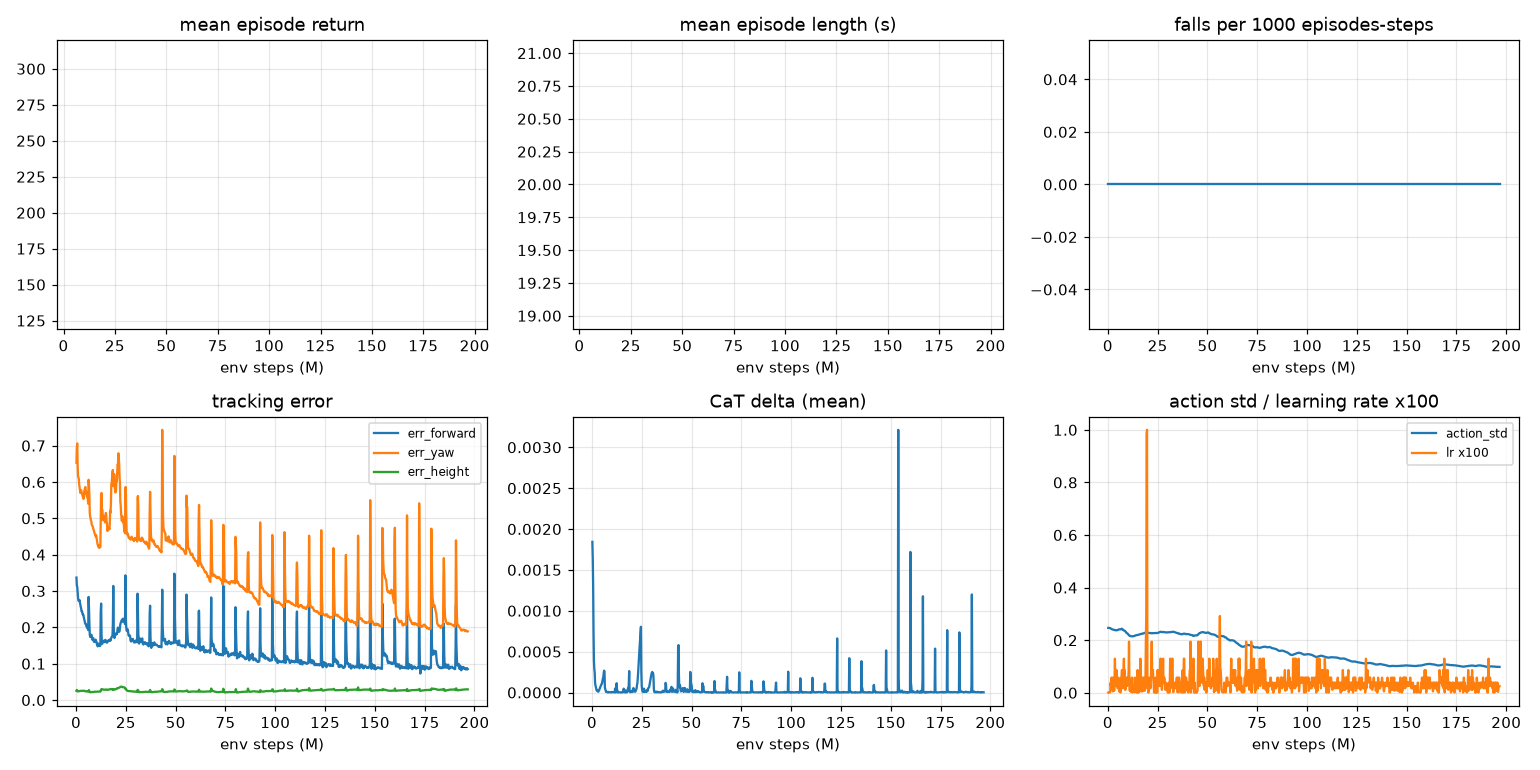 mean episode return
300
275
250
225
200
175
150
125
0 25 50 75 100 125 150 175 200
env steps (M)
mean episode length (s)
21.00
20.75
20.50
20.25
20.00
19.75
19.50
19.25
19.00
0 25 50 75 100 125 150 175 200
env steps (M)
falls per 1000 episodes-steps
0.04
0.02
0.00
−0.02
−0.04
0 25 50 75 100 125 150 175 200
env steps (M)
tracking error
err_forward
err_yaw
err_height
0.7
0.6
0.5
0.4
0.3
0.2
0.1
0.0
0 25 50 75 100 125 150 175 200
env steps (M)
CaT delta (mean)
0.0030
0.0025
0.0020
0.0015
0.0010
0.0005
0.0000
0 25 50 75 100 125 150 175 200
env steps (M)
action std / learning rate x100
action_std
lr x100
1.0
0.8
0.6
0.4
0.2
0.0
0 25 50 75 100 125 150 175 200
env steps (M)